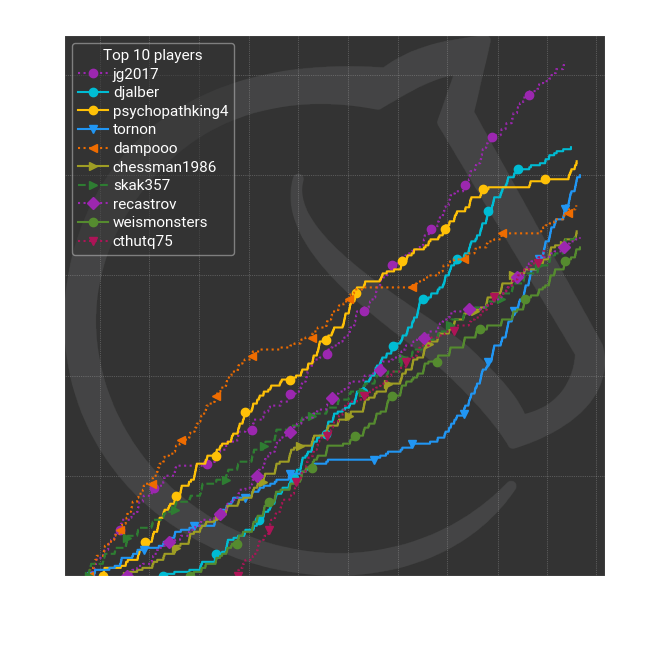 Top 10 players
jg2017
djalber
psychopathking4
tornon
dampooo
chessman1986
skak357
recastrov
weismonsters
cthutq75